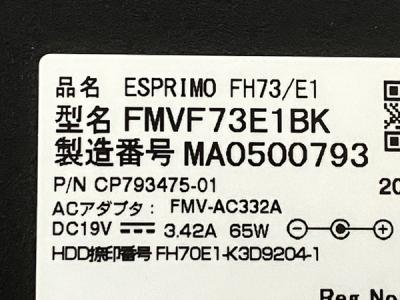 品名 ESPRIMO FH73/E1
型名 FMVF73E1BK
製造番号 MA0500793
P/N CP793475-01
20
ACアダプタ： FMV-AC332A
DC19V ⎓ 3.42A 65W
HDD捺印番号 FH70E1-K3D9204-1
Reg.No